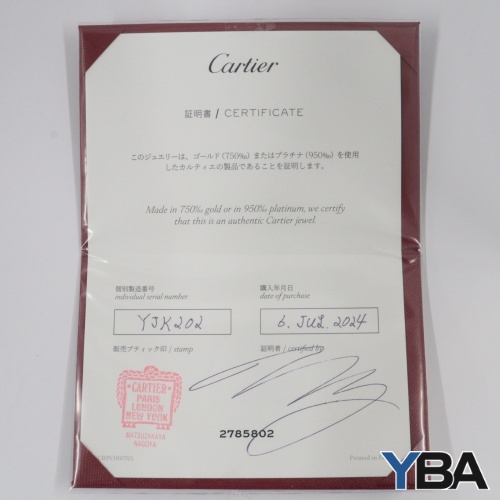 Cartier
証明書 / CERTIFICATE
このジュエリーは、ゴールド(750‰)またはプラチナ(950‰)を使用
したカルティエの製品であることを証明します。
Made in 750‰ gold or in 950‰ platinum, we certify
that this is an authentic Cartier jewel.
個別製造番号
individual serial number
購入年月日
date of purchase
YJK202
6. JUL. 2024
販売ブティック印 / stamp
証明者 / certified by
CARTIER
PARIS
LONDON
NEW YORK
MATSUZAKAYA
NAGOYA
2785802
Printed in
YBA